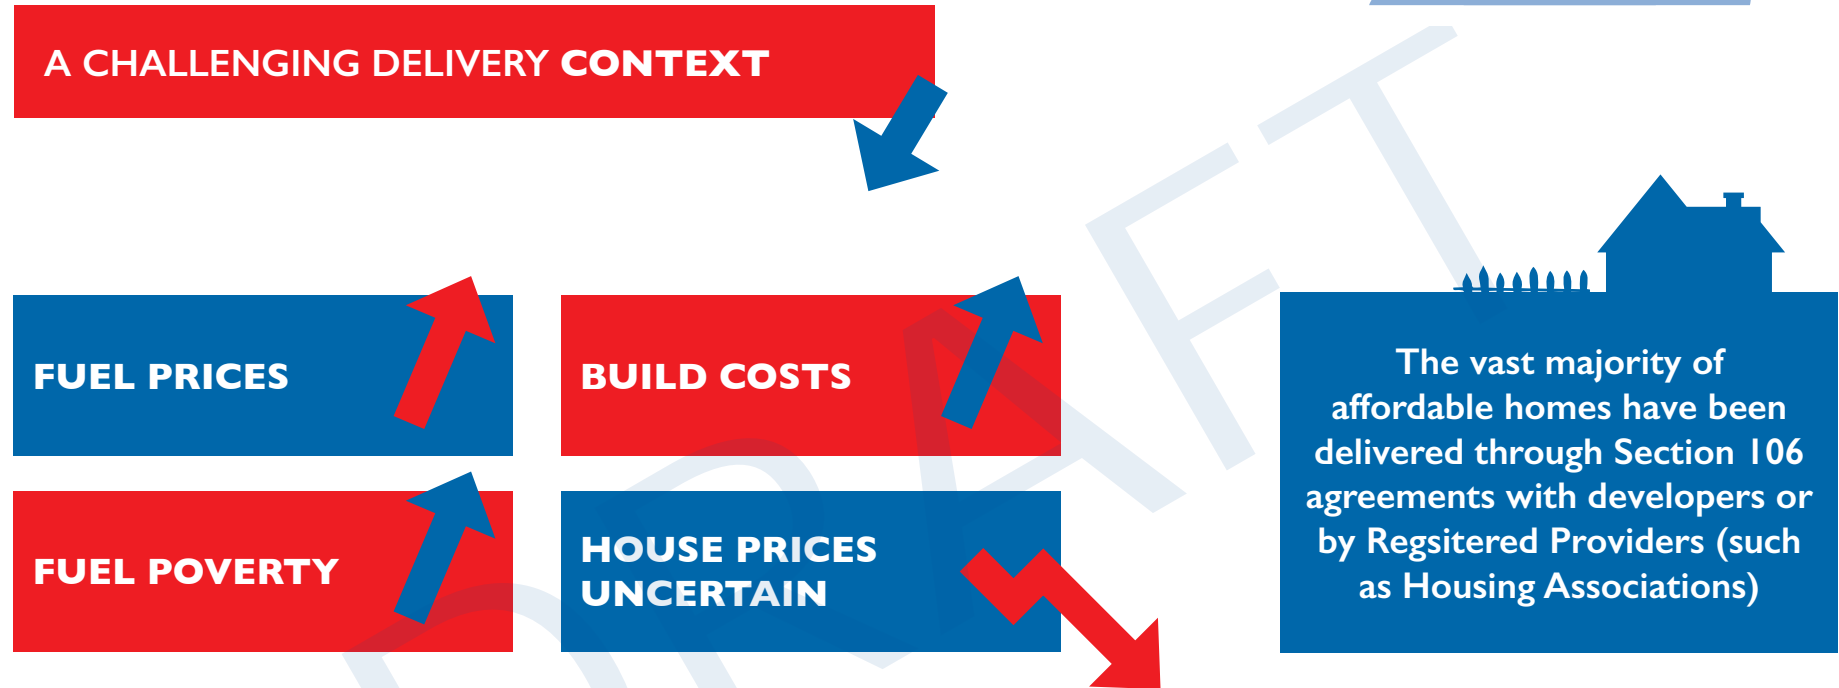 A CHALLENGING DELIVERY CONTEXT
FUEL PRICES
BUILD COSTS
FUEL POVERTY
HOUSE PRICES
UNCERTAIN
The vast majority of
affordable homes have been
delivered through Section 106
agreements with developers or
by Regsitered Providers (such
as Housing Associations)
DRAFT